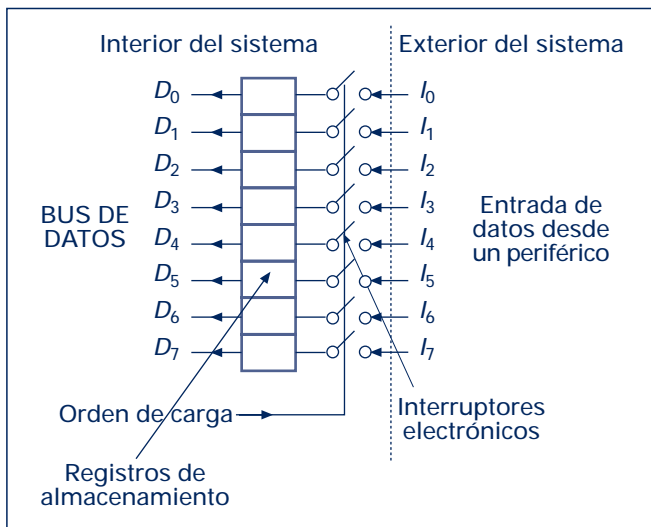 Interior del sistema
Exterior del sistema
D0
I0
D1
I1
D2
I2
D3
I3
BUS DE
DATOS
D4
I4
Entrada de
datos desde
un periférico
D5
I5
D6
I6
D7
I7
Orden de carga
Interruptores
electrónicos
Registros de
almacenamiento